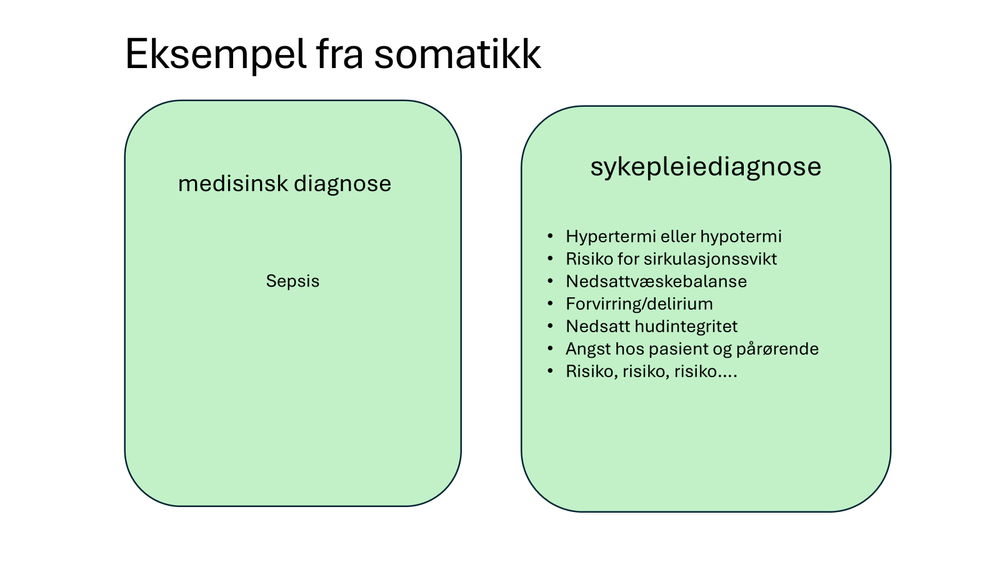 Eksempel fra somatikk
medisinsk diagnose
Sepsis
sykepleiediagnose
• Hypertermi eller hypotermi
• Risiko for sirkulasjonssvikt
• Nedsattvæskebalanse
• Forvirring/delirium
• Nedsatt hudintegritet
• Angst hos pasient og pårørende
• Risiko, risiko, risiko….